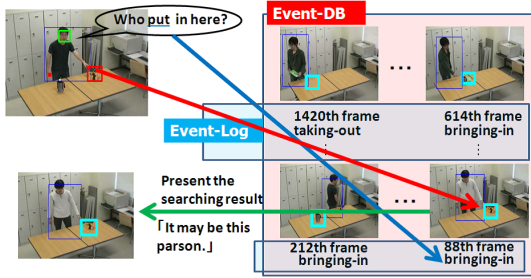 Who put in here?
Event-DB
...
Event-Log
1420th frame
taking-out
614th frame
bringing-in
⋮
⋮
Present the
searching result
「It may be this
parson.」
...
212th frame
bringing-in
88th frame
bringing-in